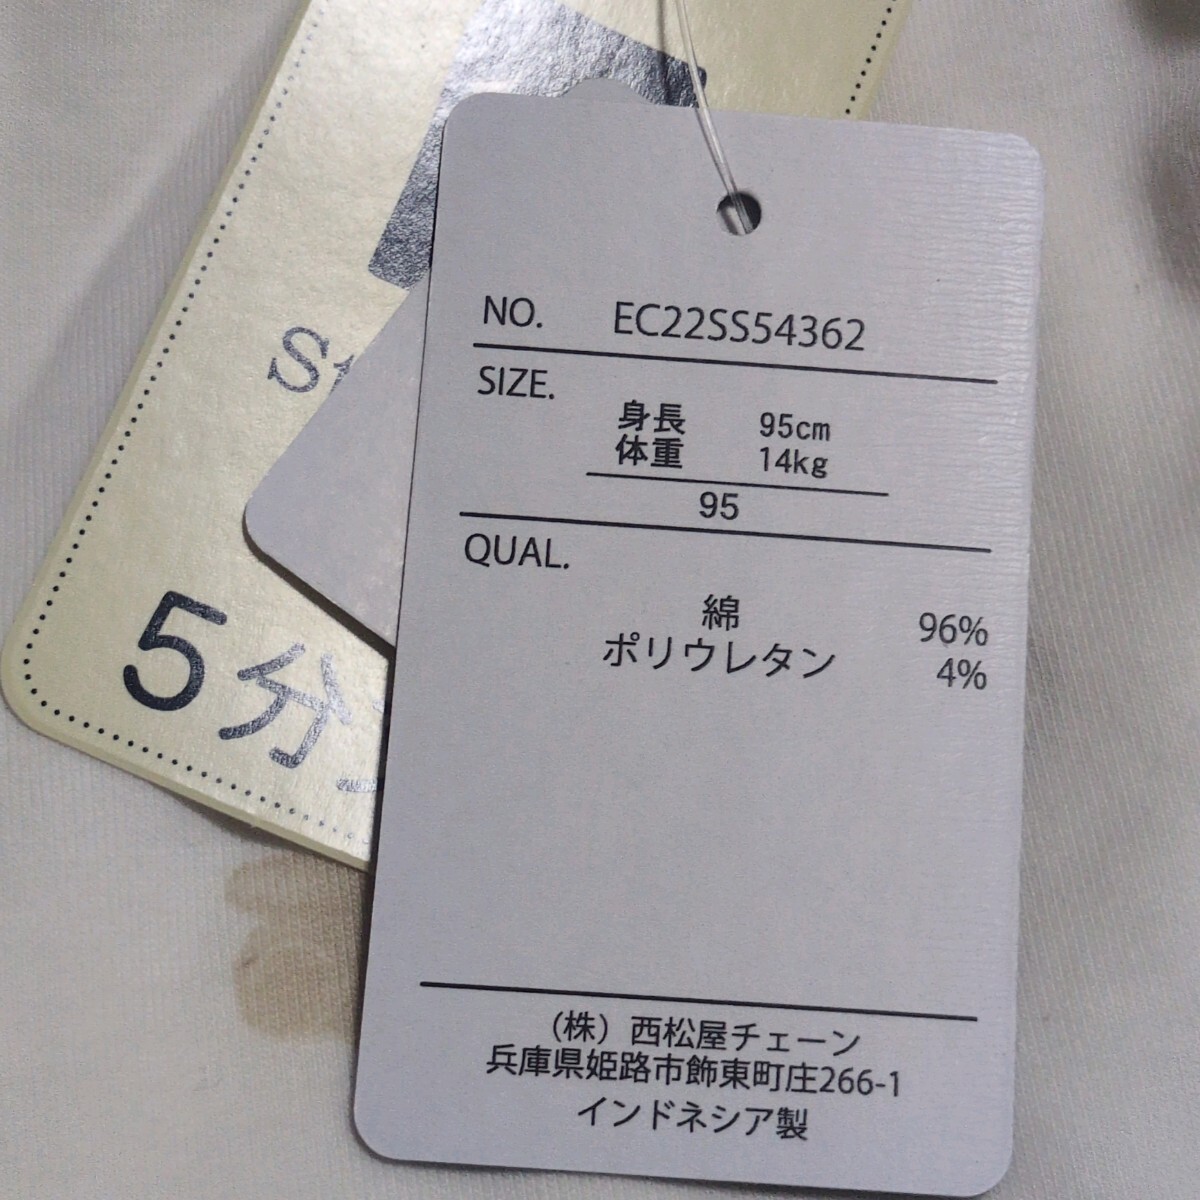 NO. EC22SS54362
SIZE.
身長 95cm
体重 14kg
95
QUAL.
綿 96%
ポリウレタン 4%
（株）西松屋チェーン
兵庫県姫路市飾東町庄266-1
インドネシア製
5分